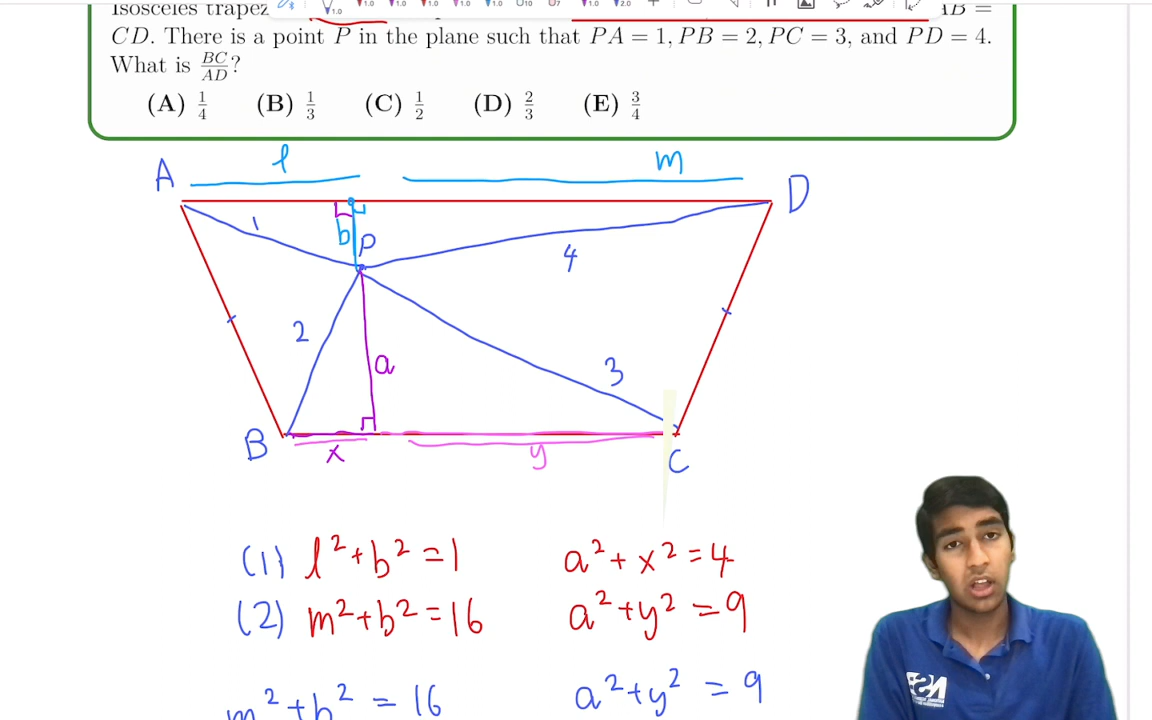 Isosceles trapez
CD. There is a point P in the plane such that PA = 1, PB = 2, PC = 3, and PD = 4.
What is BC/AD?
(A) 1/4 (B) 1/3 (C) 1/2 (D) 2/3 (E) 3/4
l m
A D
1 b P 4
2 a 3
B x y C
(1) l²+b²=1 a²+x²=4
(2) m²+b²=16 a²+y²=9
m²+b²=16 a²+y²=9